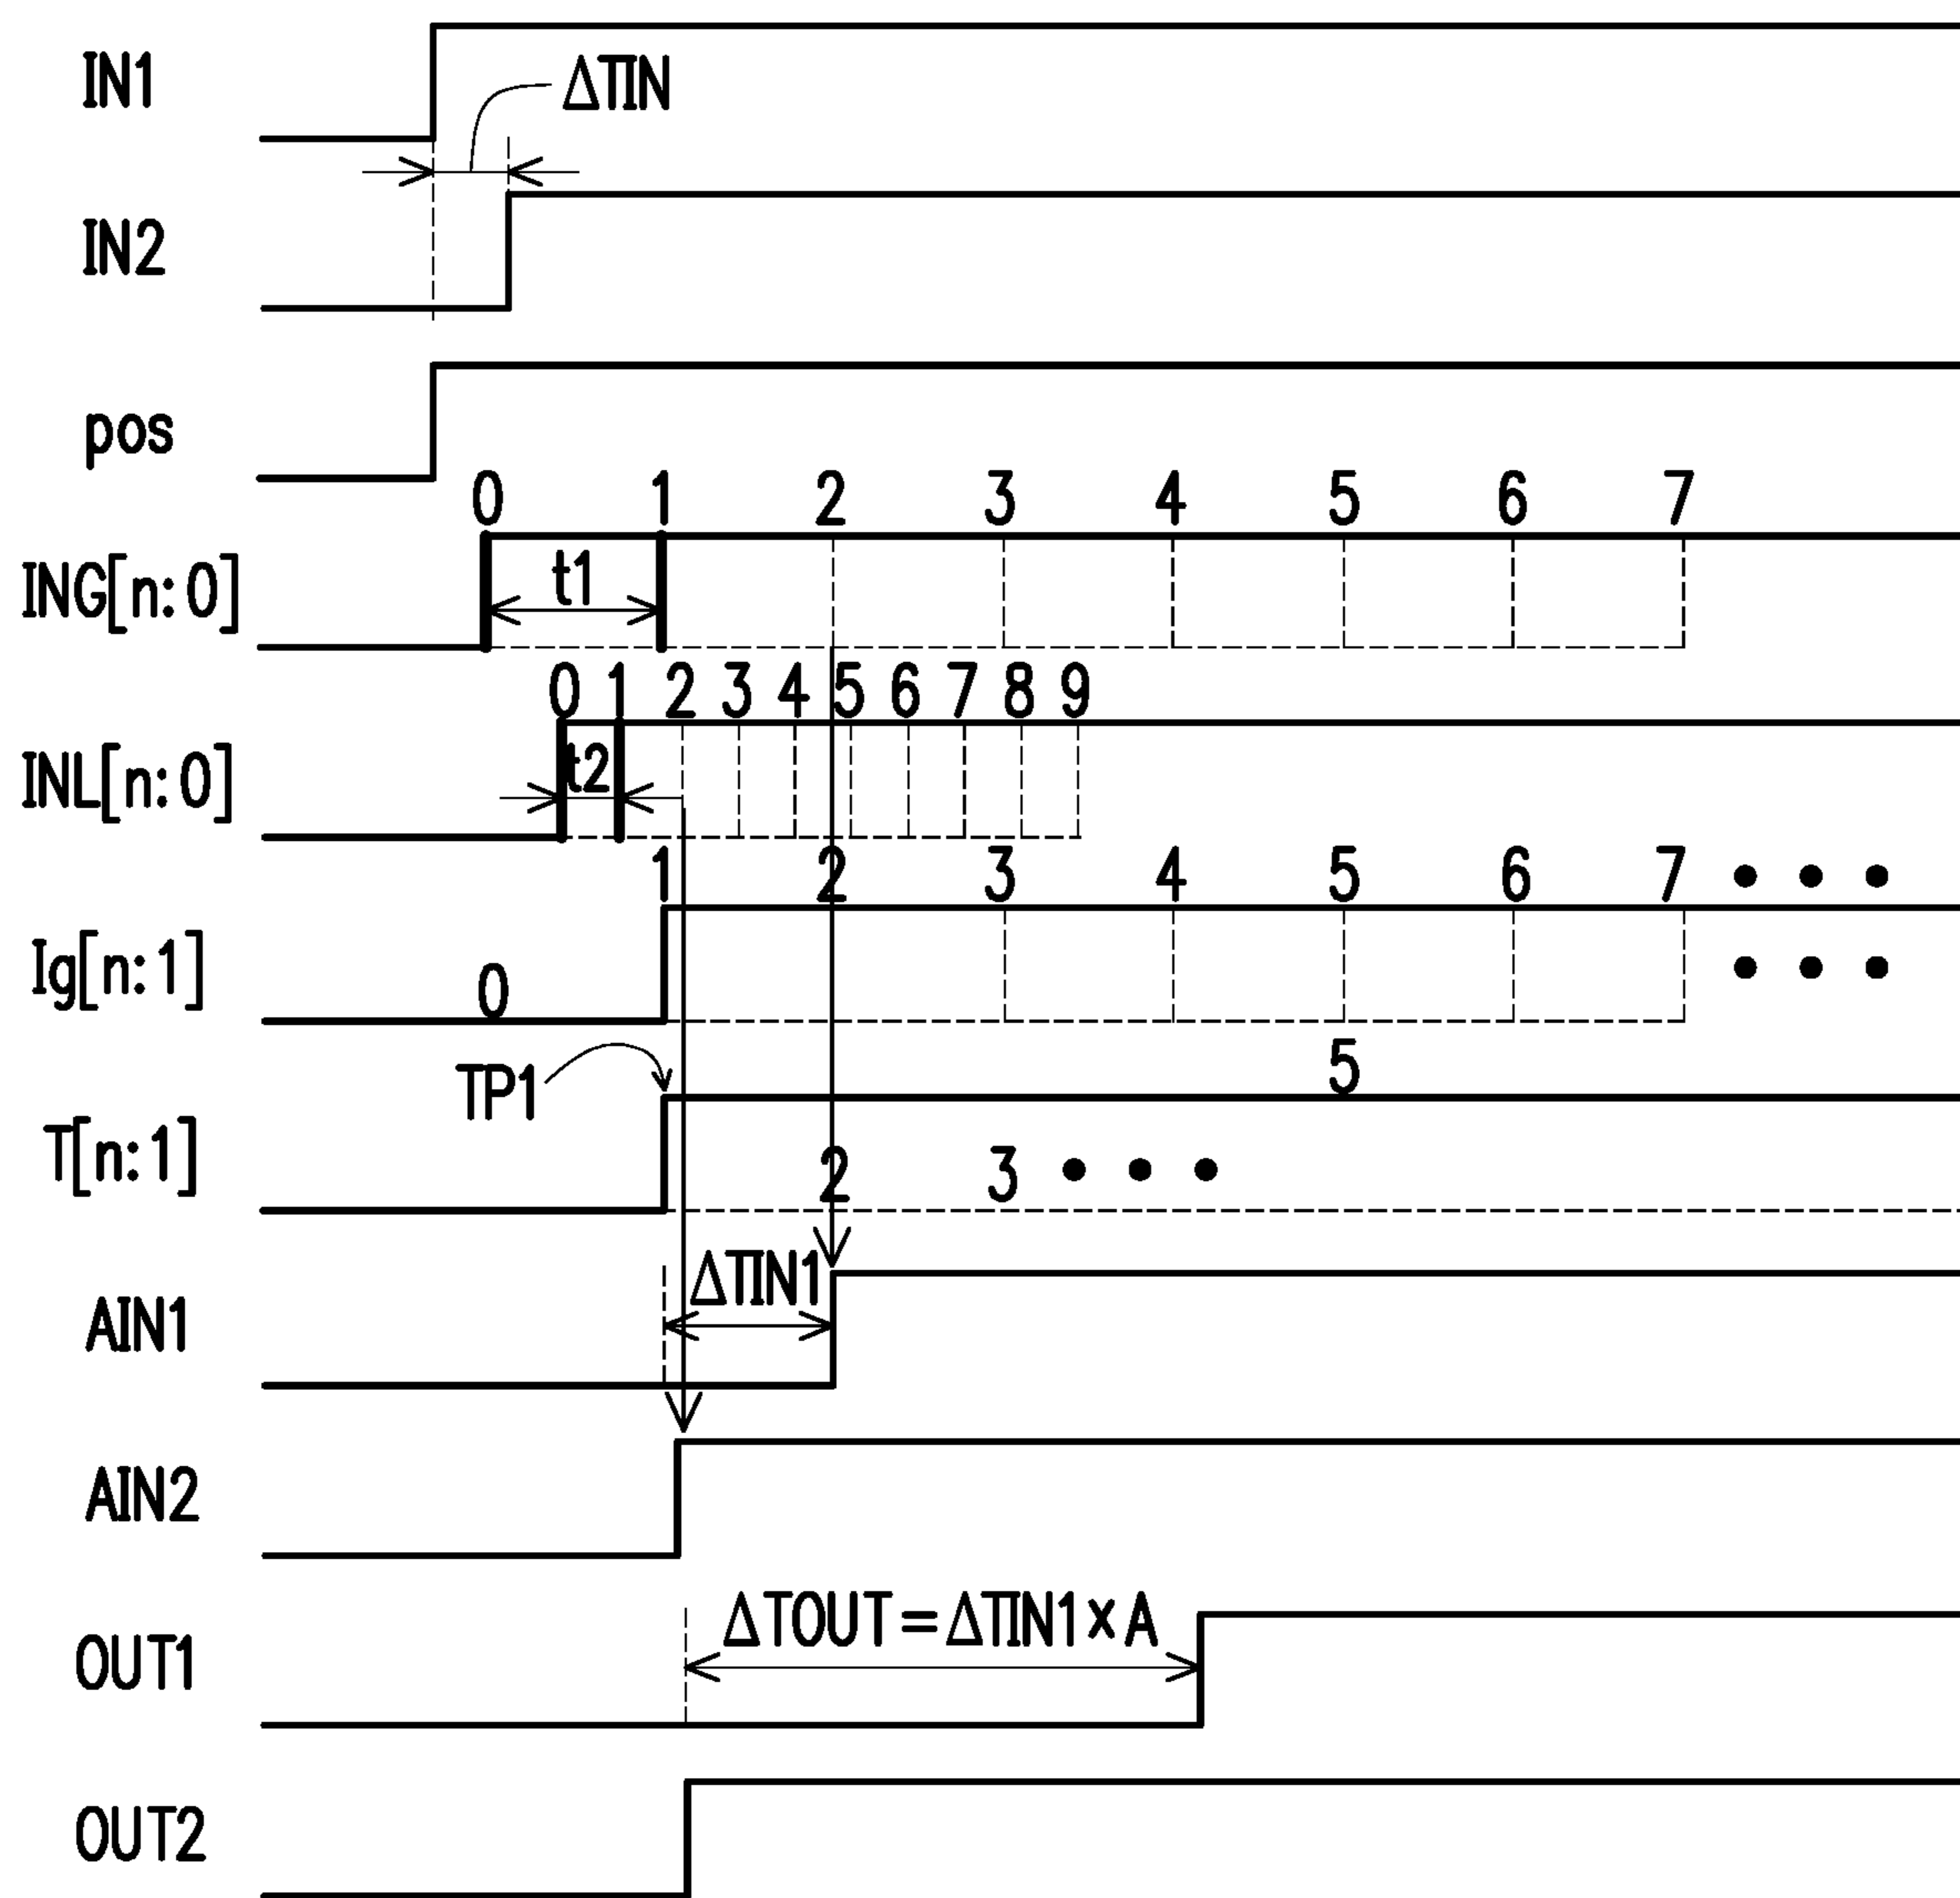 IN1
ΔTIN
IN2
pos
0 1 2 3 4 5 6 7
ING[n:0]
t1
0 1 2 3 4 5 6 7 8 9
INL[n:0]
t2
1 2 3 4 5 6 7 • • •
Ig[n:1]
0
• • •
TP1
5
T[n:1]
2 3 • • •
AIN1
ΔTIN1
AIN2
ΔTOUT=ΔTIN1×A
OUT1
OUT2